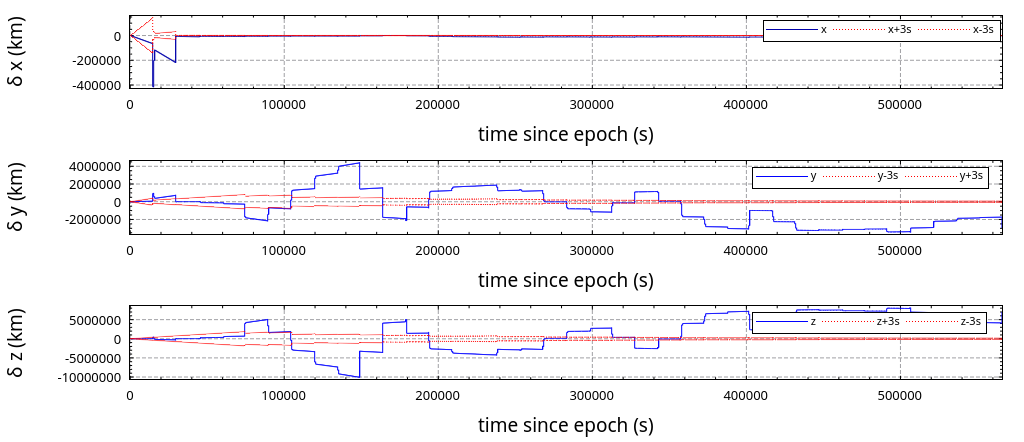 δ x (km)
0
-200000
-400000
x x+3s x-3s
0 100000 200000 300000 400000 500000
time since epoch (s)
δ y (km)
4000000
2000000
0
-2000000
y y-3s y+3s
0 100000 200000 300000 400000 500000
time since epoch (s)
δ z (km)
5000000
0
-5000000
-10000000
z z+3s z-3s
0 100000 200000 300000 400000 500000
time since epoch (s)